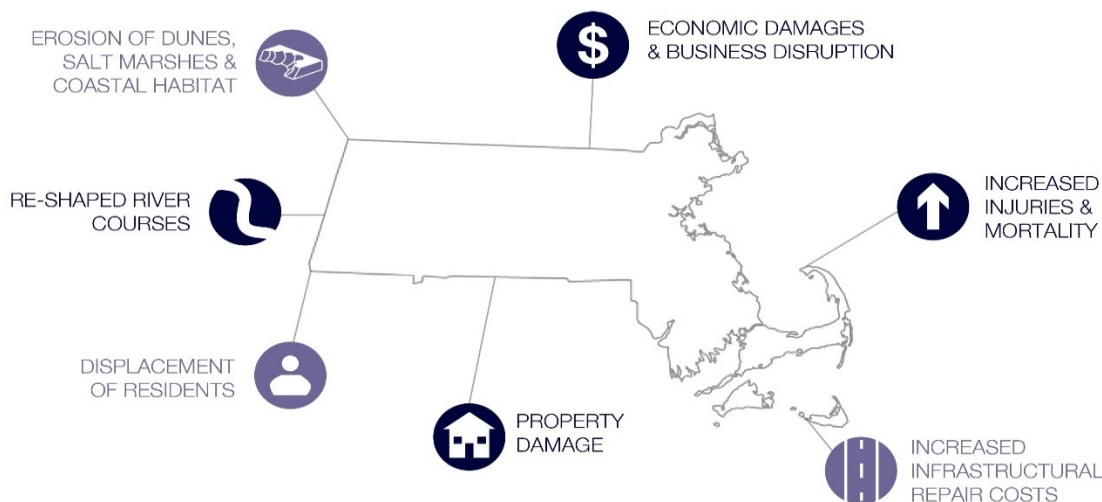 EROSION OF DUNES,
SALT MARSHES &
COASTAL HABITAT
$
ECONOMIC DAMAGES
& BUSINESS DISRUPTION
RE-SHAPED RIVER
COURSES
INCREASED
INJURIES &
MORTALITY
DISPLACEMENT
OF RESIDENTS
PROPERTY
DAMAGE
INCREASED
INFRASTRUCTURAL
REPAIR COSTS